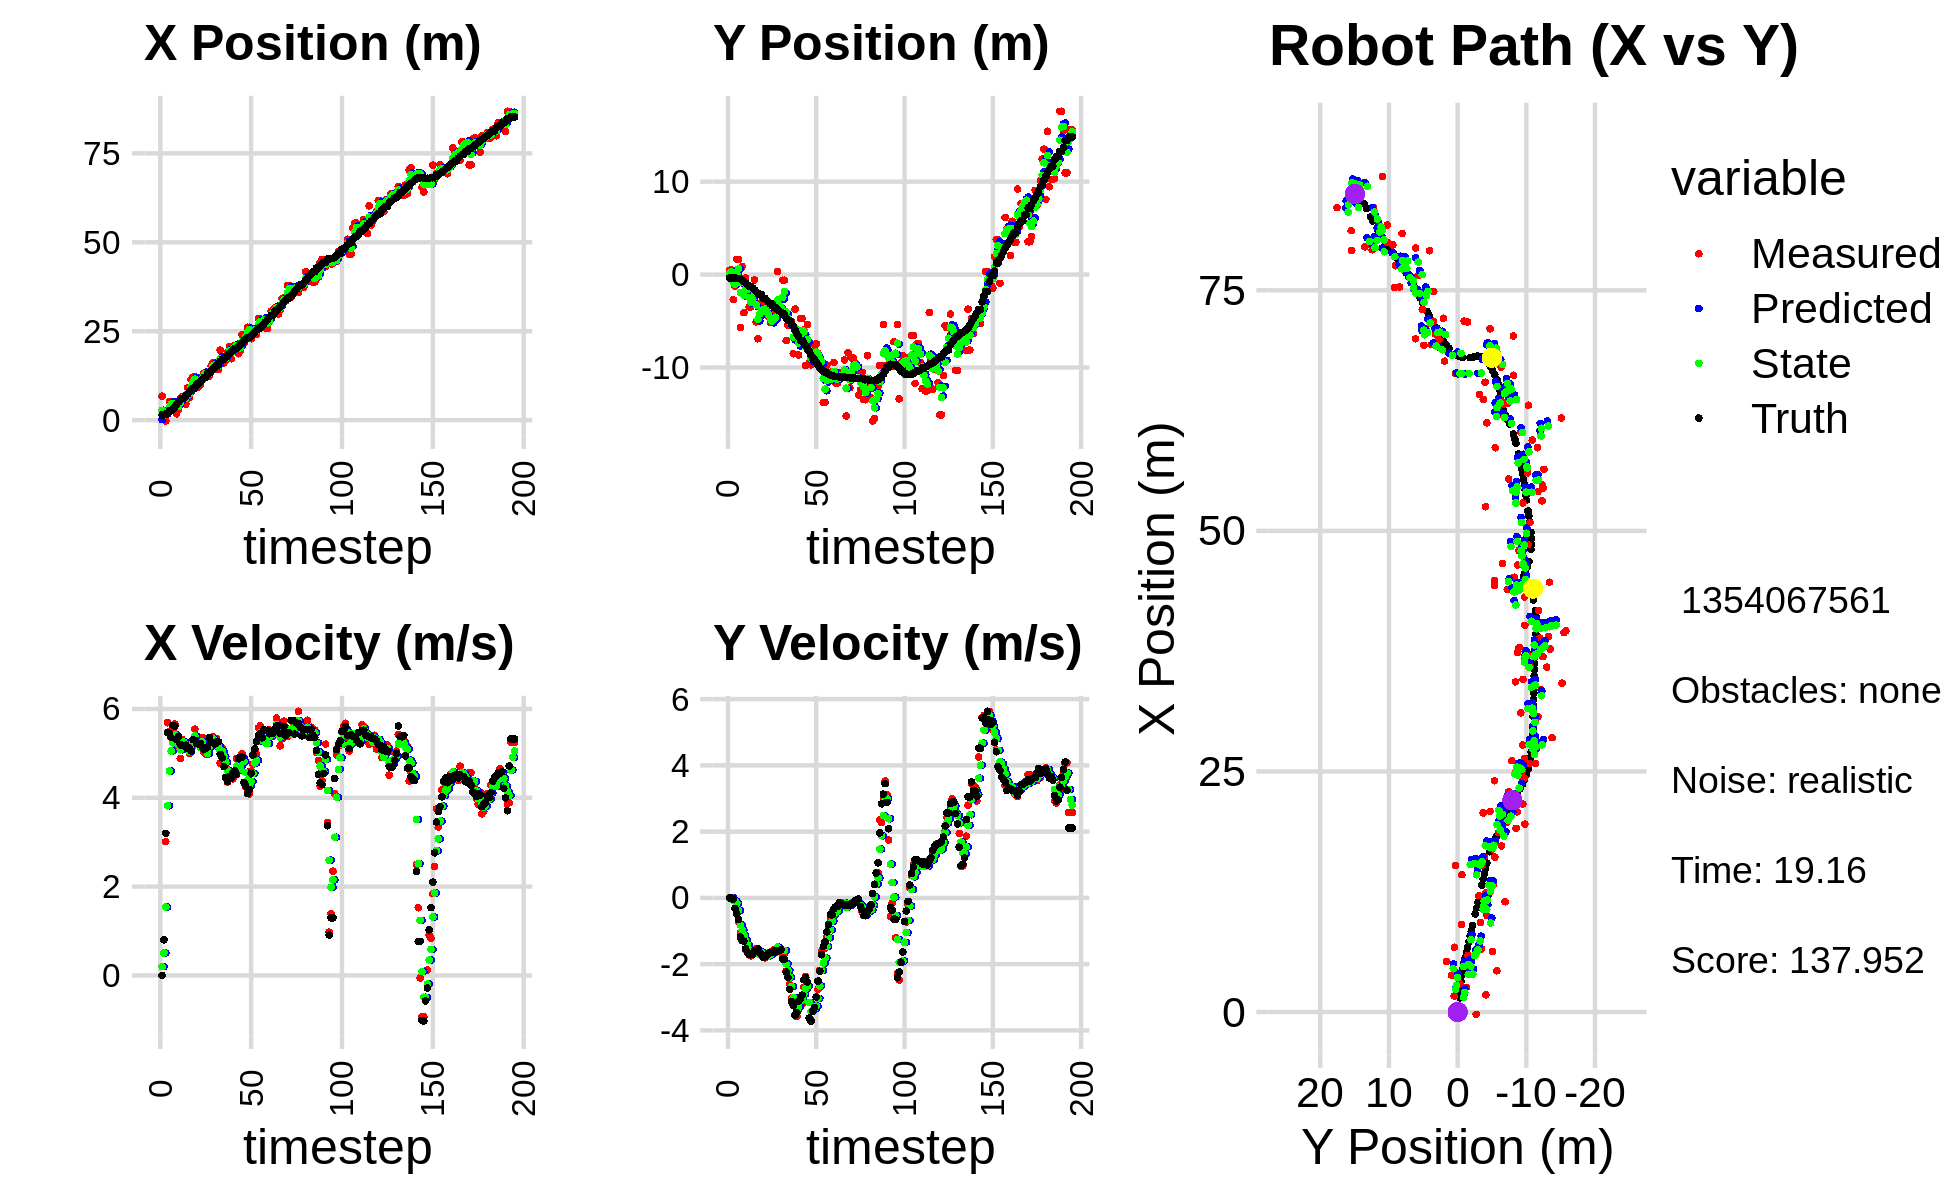 X Position (m)
75
50
25
0
0 50 100 150 200
timestep
Y Position (m)
10
0
-10
0 50 100 150 200
timestep
X Velocity (m/s)
6
4
2
0
0 50 100 150 200
timestep
Y Velocity (m/s)
6
4
2
0
-2
-4
0 50 100 150 200
timestep
Robot Path (X vs Y)
X Position (m)
75
50
25
0
20 10 0 -10 -20
Y Position (m)
variable
Measured
Predicted
State
Truth
1354067561
Obstacles: none
Noise: realistic
Time: 19.16
Score: 137.952